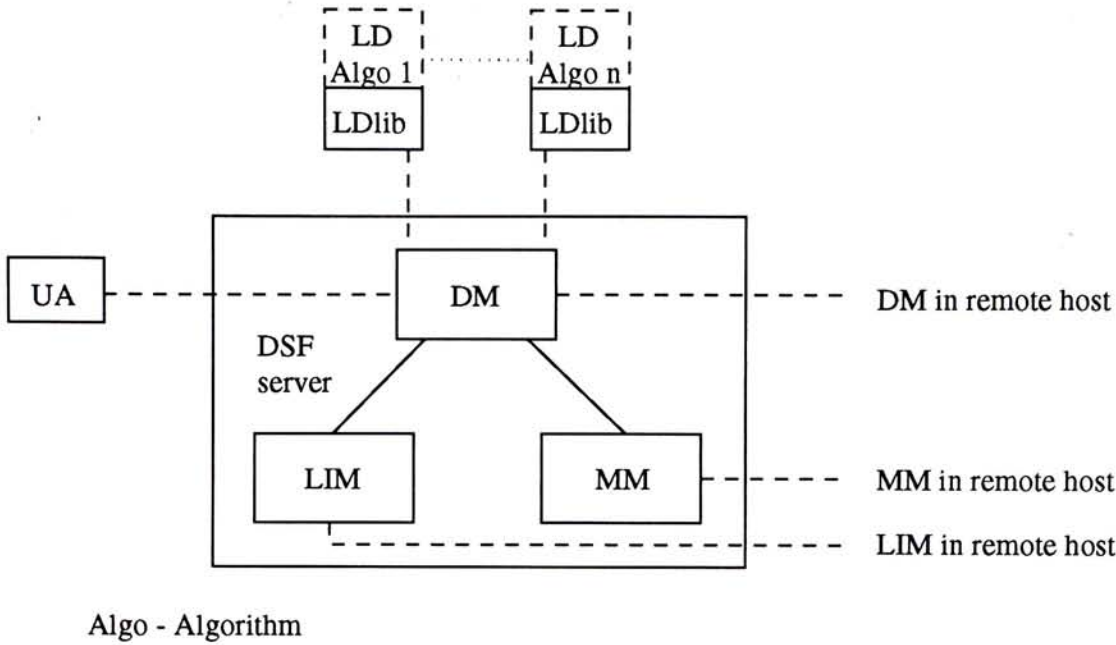 LD
Algo 1
LD
Algo n
LDlib
LDlib
UA
DM
DM in remote host
DSF
server
LIM
MM
MM in remote host
LIM in remote host
Algo - Algorithm